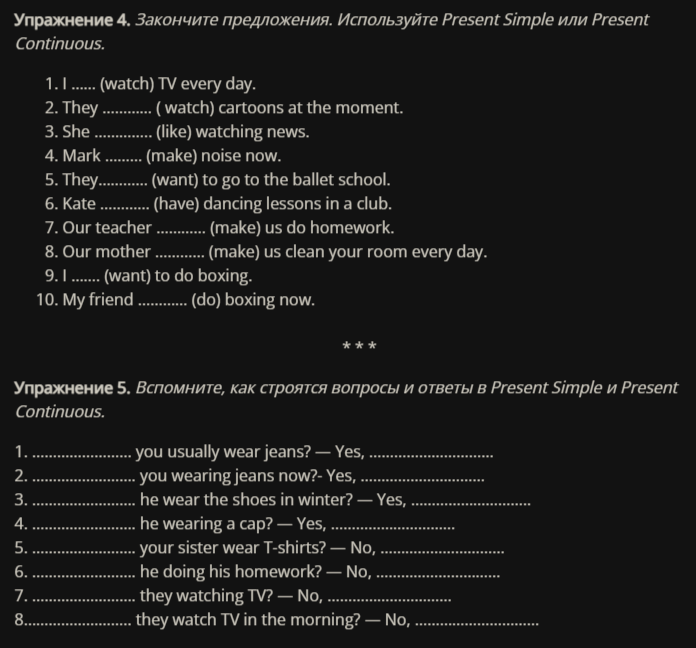 Упражнение 4. Закончите предложения. Используйте Present Simple или Present
Continuous.
1. I ...... (watch) TV every day.
2. They ............ ( watch) cartoons at the moment.
3. She .............. (like) watching news.
4. Mark ......... (make) noise now.
5. They............ (want) to go to the ballet school.
6. Kate ............ (have) dancing lessons in a club.
7. Our teacher ............ (make) us do homework.
8. Our mother ............ (make) us clean your room every day.
9. I ....... (want) to do boxing.
10. My friend ............ (do) boxing now.
* * *
Упражнение 5. Вспомните, как строятся вопросы и ответы в Present Simple и Present
Continuous.
1. ........................ you usually wear jeans? — Yes, ..............................
2. ......................... you wearing jeans now?- Yes, ..............................
3. ......................... he wear the shoes in winter? — Yes, .............................
4. ......................... he wearing a cap? — Yes, ..............................
5. ......................... your sister wear T-shirts? — No, ..............................
6. ......................... he doing his homework? — No, ..............................
7. ......................... they watching TV? — No, ..............................
8.......................... they watch TV in the morning? — No, ..............................